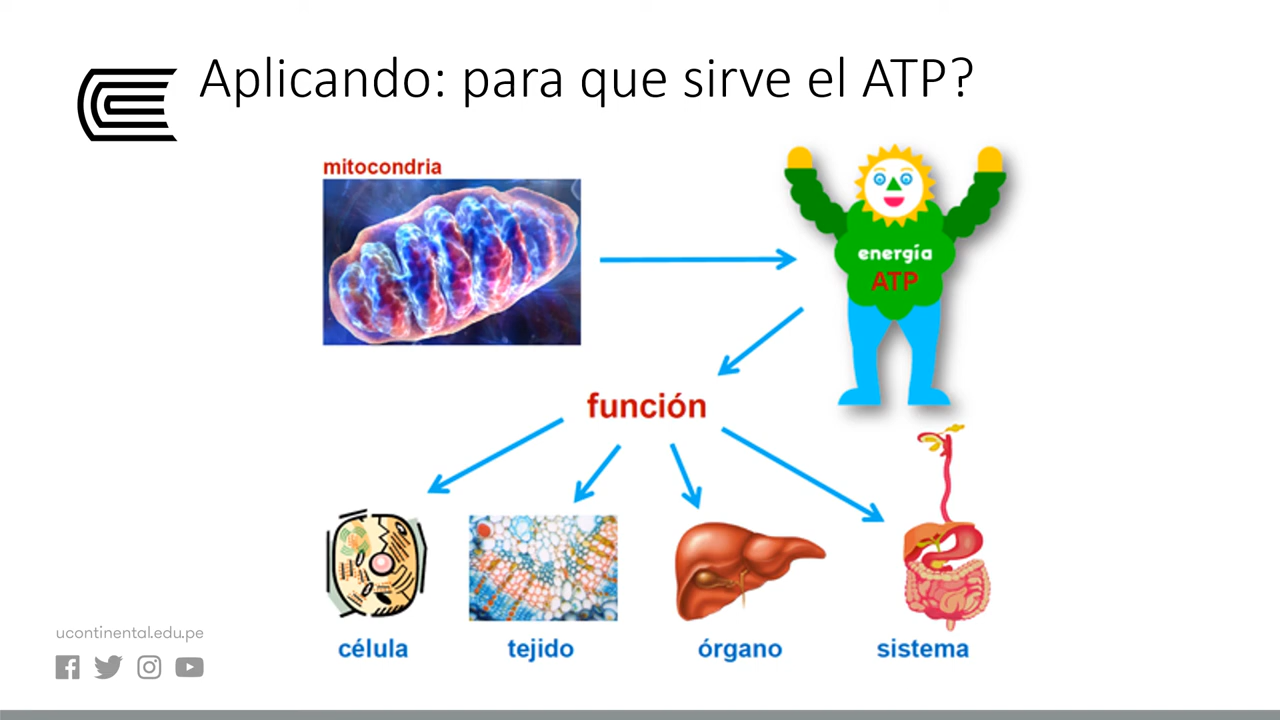 Aplicando: para que sirve el ATP?
mitocondria
energía
ATP
función
célula
tejido
órgano
sistema
ucontinental.edu.pe